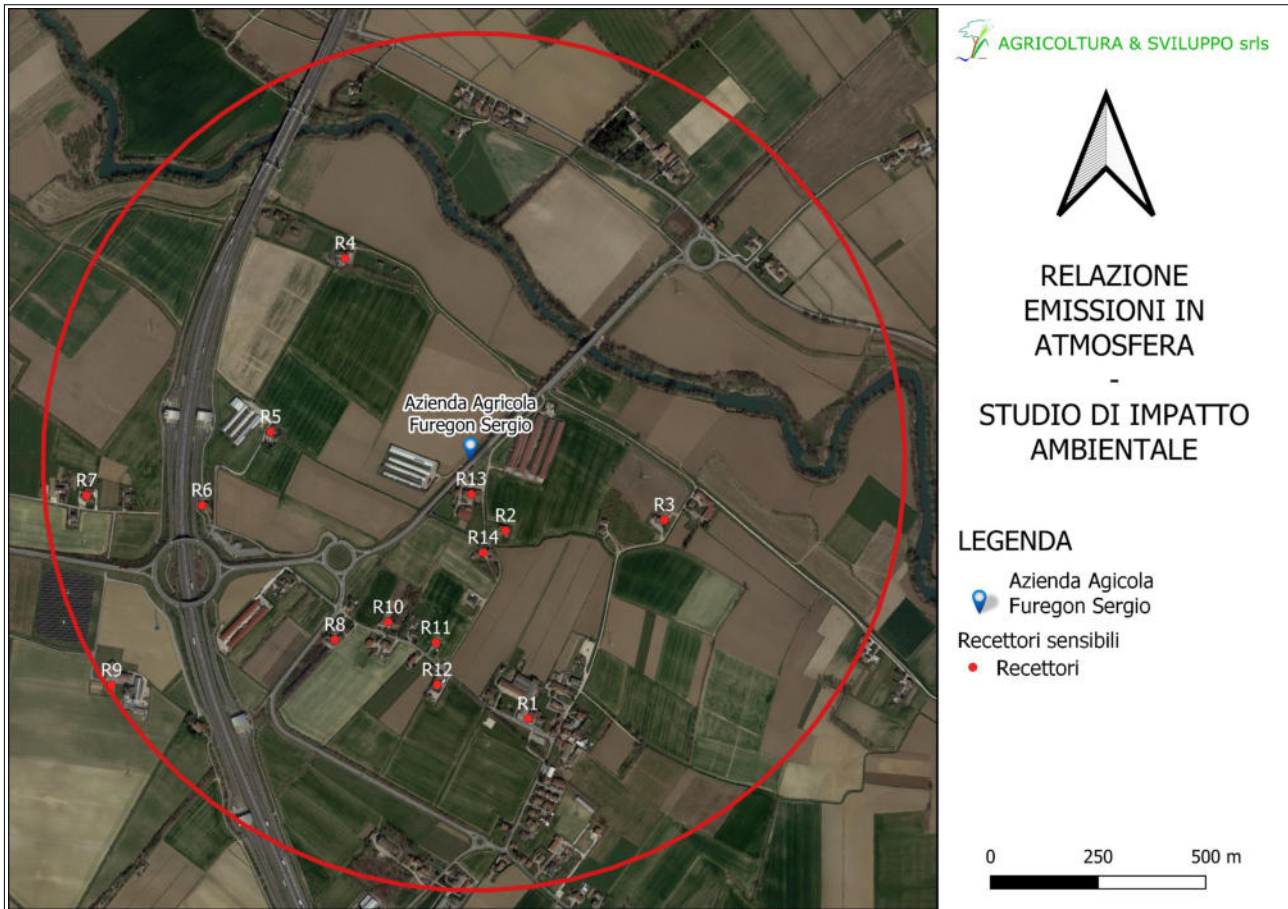 AGRICOLTURA & SVILUPPO srls
RELAZIONE
EMISSIONI IN
ATMOSFERA
-
STUDIO DI IMPATTO
AMBIENTALE
LEGENDA
Azienda Agicola
Furegon Sergio
Recettori sensibili
Recettori
0 250 500 m
R4
Azienda Agricola
Furegon Sergio
R5
R7
R6
R13
R3
R2
R14
R10
R8
R11
R9
R12
R1